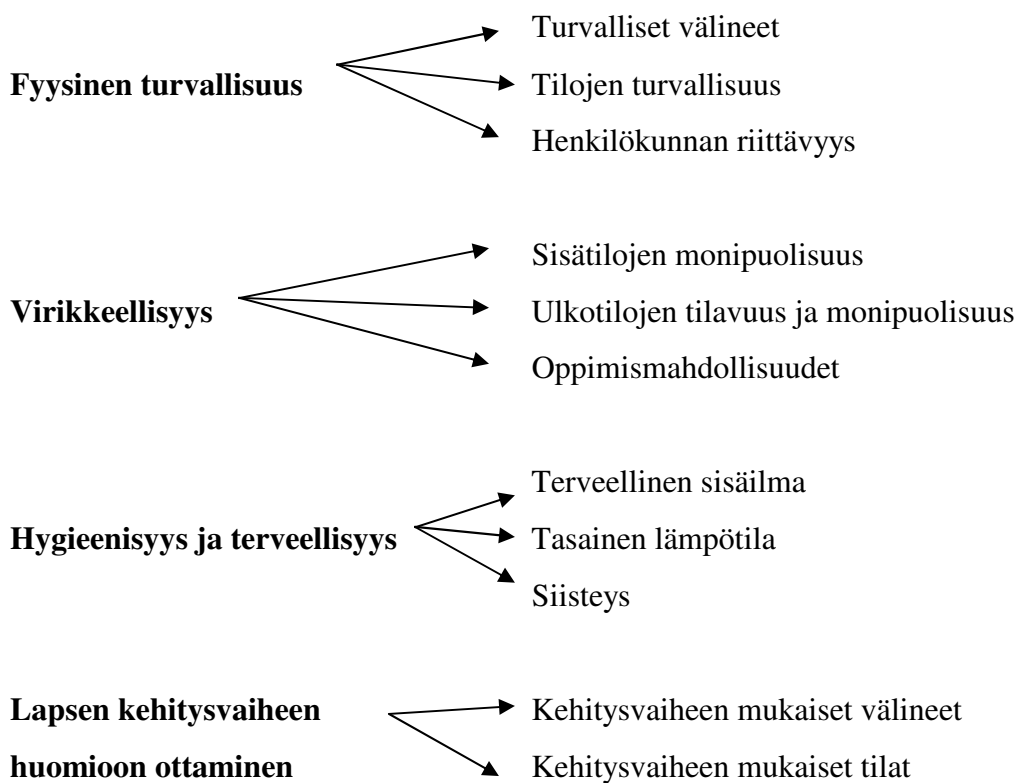 Turvalliset välineet
Fyysinen turvallisuus
Tilojen turvallisuus
Henkilökunnan riittävyys
Sisätilojen monipuolisuus
Virikkeellisyys
Ulkotilojen tilavuus ja monipuolisuus
Oppimismahdollisuudet
Terveellinen sisäilma
Hygieenisyys ja terveellisyys
Tasainen lämpötila
Siisteys
Lapsen kehitysvaiheen
Kehitysvaiheen mukaiset välineet
huomioon ottaminen
Kehitysvaiheen mukaiset tilat